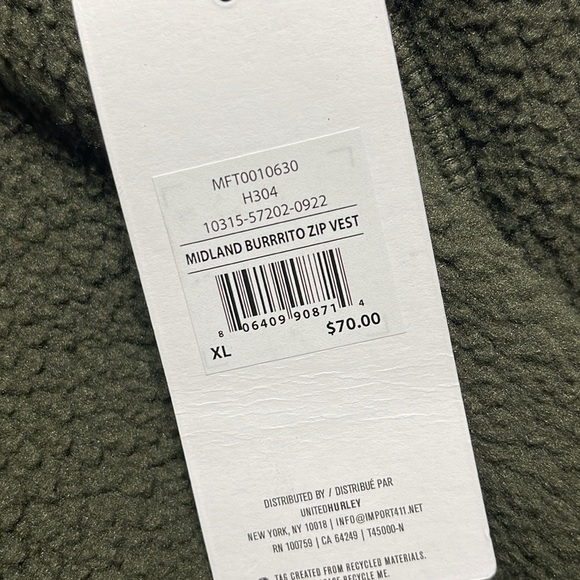 MFT0010630
H304
10315-57202-0922
MIDLAND BURRRITO ZIP VEST
8 06409 90871 4
XL $70.00
DISTRIBUTED BY / DISTRIBUÉ PAR
UNITEDHURLEY
NEW YORK, NY 10018 | INFO@IMPORT411.NET
RN 100759 | CA 64249 | T45000-N
TAG CREATED FROM RECYCLED MATERIALS.
RECYCLE ME.